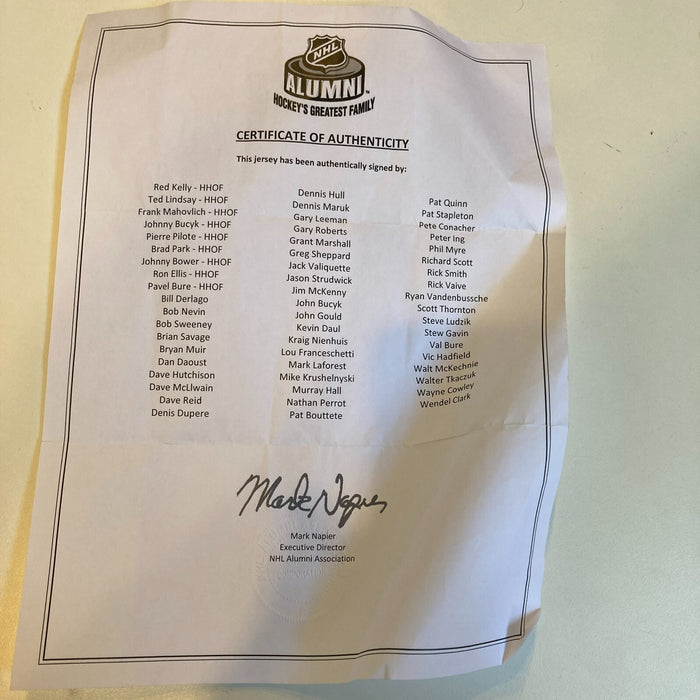 NHL
ALUMNI™
HOCKEY'S GREATEST FAMILY
CERTIFICATE OF AUTHENTICITY
This jersey has been authentically signed by:
Red Kelly - HHOF
Ted Lindsay - HHOF
Frank Mahovlich - HHOF
Johnny Bucyk - HHOF
Pierre Pilote - HHOF
Brad Park - HHOF
Johnny Bower - HHOF
Ron Ellis - HHOF
Pavel Bure - HHOF
Bill Derlago
Bob Nevin
Bob Sweeney
Brian Savage
Bryan Muir
Dan Daoust
Dave Hutchison
Dave McLlwain
Dave Reid
Denis Dupere
Dennis Hull
Dennis Maruk
Gary Leeman
Gary Roberts
Grant Marshall
Greg Sheppard
Jack Valiquette
Jason Strudwick
Jim McKenny
John Bucyk
John Gould
Kevin Daul
Kraig Nienhuis
Lou Franceschetti
Mark Laforest
Mike Krushelnyski
Murray Hall
Nathan Perrot
Pat Bouttete
Pat Quinn
Pat Stapleton
Pete Conacher
Peter Ing
Phil Myre
Richard Scott
Rick Smith
Rick Vaive
Ryan Vandenbussche
Scott Thornton
Steve Ludzik
Stew Gavin
Val Bure
Vic Hadfield
Walt McKechnie
Walter Tkaczuk
Wayne Cowley
Wendel Clark
Mark Napier
Mark Napier
Executive Director
NHL Alumni Association